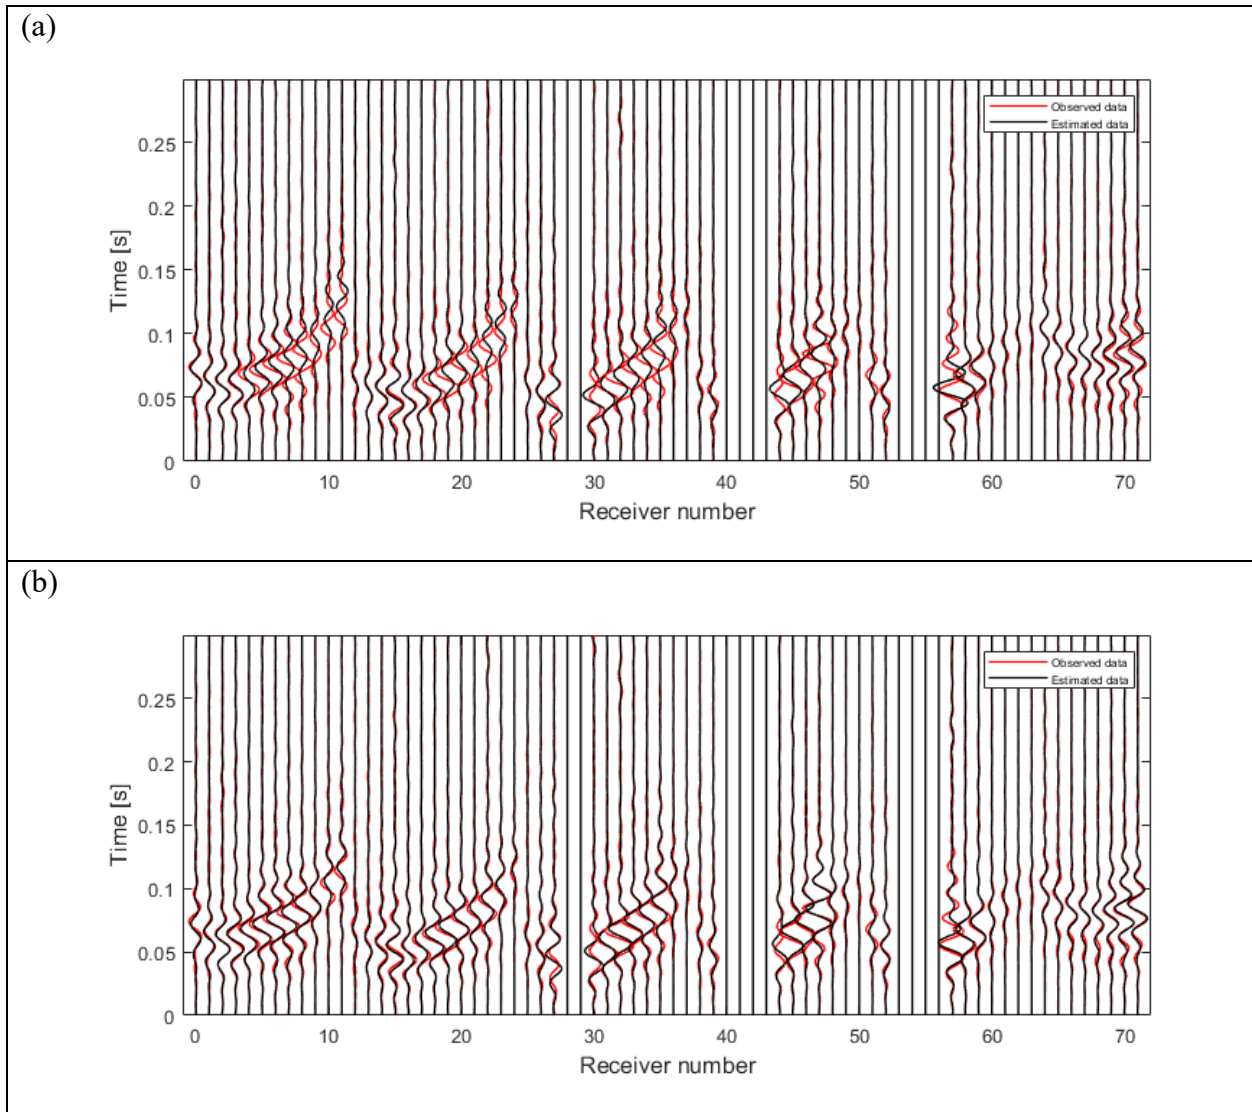 (a)
Observed data
Estimated data
0.25
0.2
0.15
0.1
0.05
0
Time [s]
0 10 20 30 40 50 60 70
Receiver number
(b)
Observed data
Estimated data
0.25
0.2
0.15
0.1
0.05
0
Time [s]
0 10 20 30 40 50 60 70
Receiver number